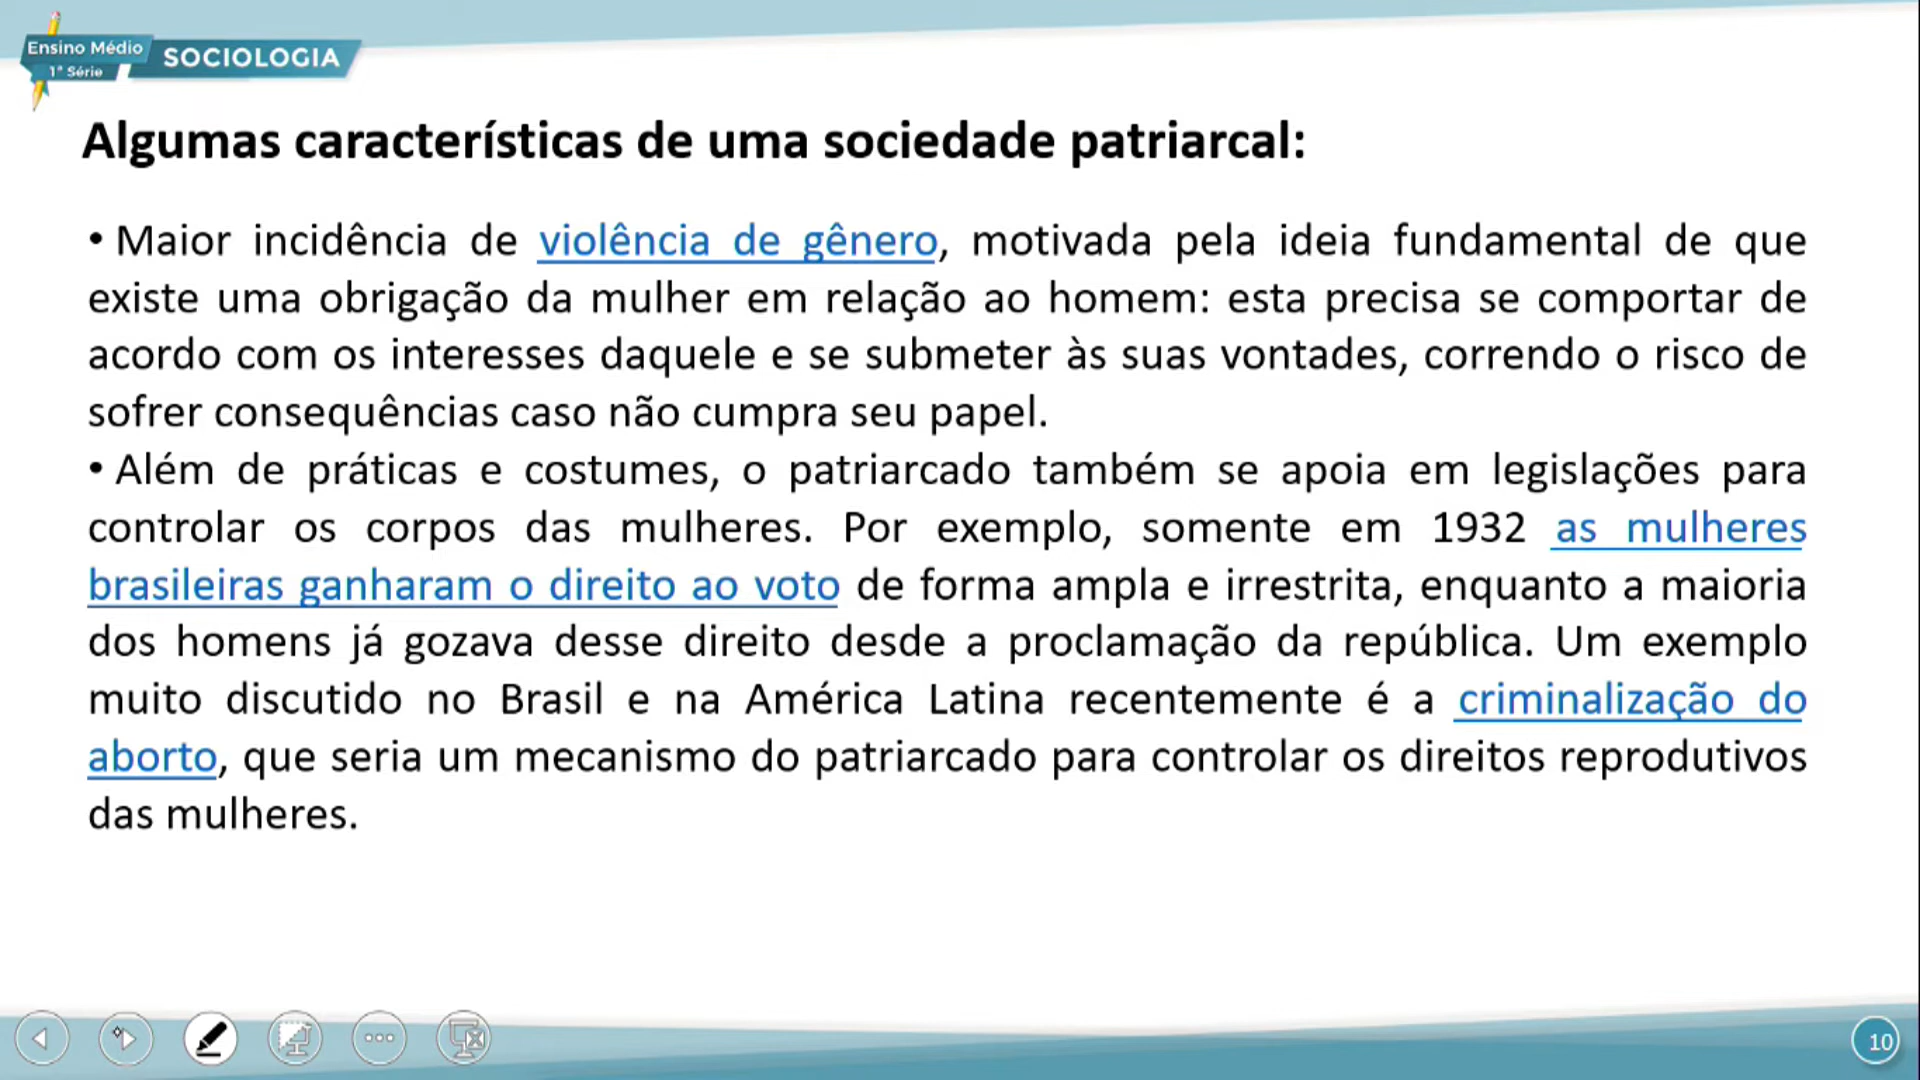 Ensino Médio
1ª Série
SOCIOLOGIA
Algumas características de uma sociedade patriarcal:
• Maior incidência de violência de gênero, motivada pela ideia fundamental de que
existe uma obrigação da mulher em relação ao homem: esta precisa se comportar de
acordo com os interesses daquele e se submeter às suas vontades, correndo o risco de
sofrer consequências caso não cumpra seu papel.
• Além de práticas e costumes, o patriarcado também se apoia em legislações para
controlar os corpos das mulheres. Por exemplo, somente em 1932 as mulheres
brasileiras ganharam o direito ao voto de forma ampla e irrestrita, enquanto a maioria
dos homens já gozava desse direito desde a proclamação da república. Um exemplo
muito discutido no Brasil e na América Latina recentemente é a criminalização do
aborto, que seria um mecanismo do patriarcado para controlar os direitos reprodutivos
das mulheres.
10